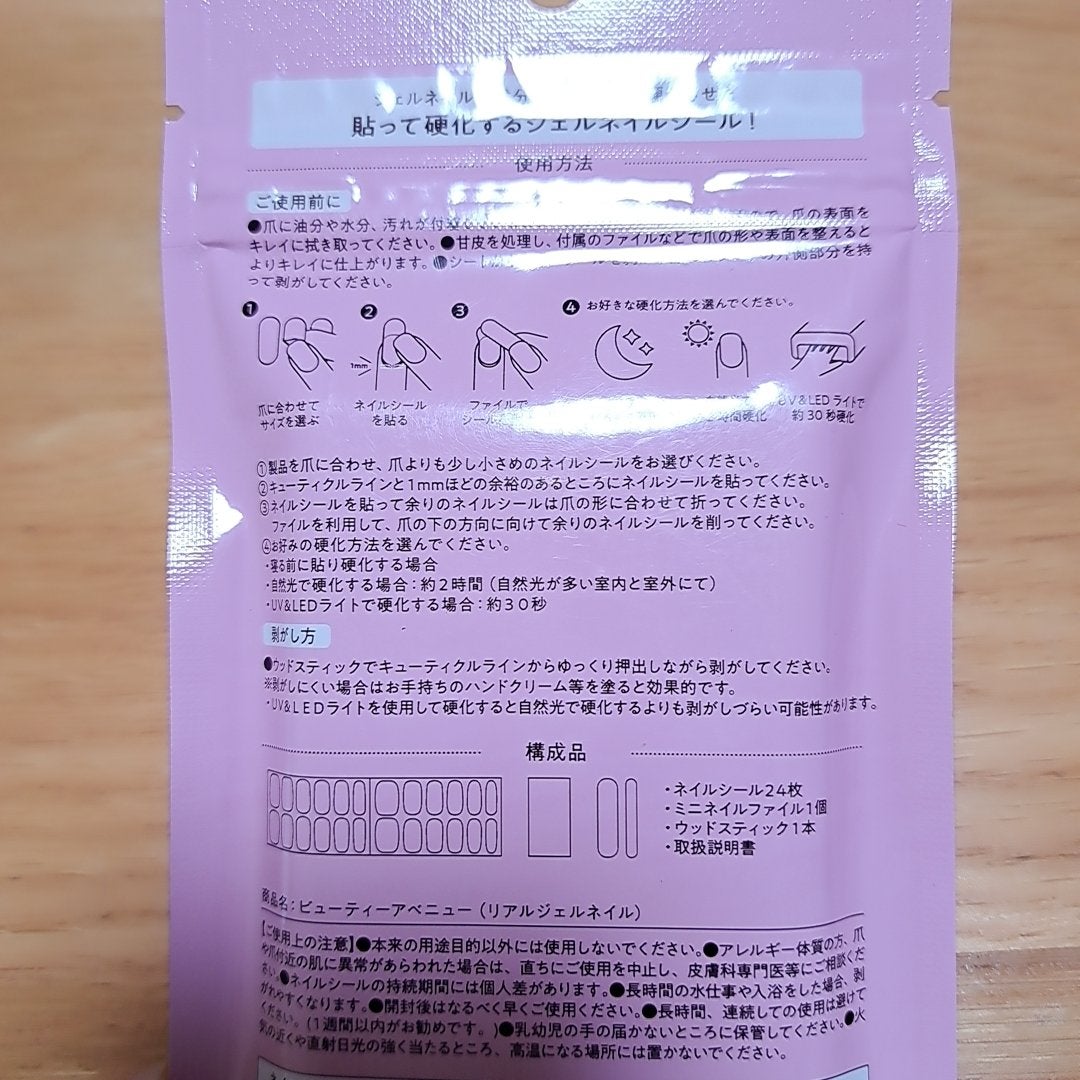 ジェルネイル
貼って硬化するジェルネイルシール！
使用方法
ご使用前に
●爪に油分や水分、汚れが付着 爪の表面を
キレイに拭き取ってください。●甘皮を処理し、付属のファイルなどで爪の形や表面を整えると
よりキレイに仕上がります。●シート 外側部分を持
って剥がしてください。
❶ ❷ ❸ ❹ お好きな硬化方法を選んでください。
1mm
爪に合わせて ネイルシール ファイルで UV&LED ライトで
サイズを選ぶ を貼る シール 時間硬化 約30秒硬化
①製品を爪に合わせ、爪よりも少し小さめのネイルシールをお選びください。
②キューティクルラインと1mmほどの余裕のあるところにネイルシールを貼ってください。
③ネイルシールを貼って余りのネイルシールは爪の形に合わせて折ってください。
ファイルを利用して、爪の下の方向に向けて余りのネイルシールを削ってください。
④お好みの硬化方法を選んでください。
・寝る前に貼り硬化する場合
・自然光で硬化する場合：約2時間（自然光が多い室内と室外にて）
・UV&LEDライトで硬化する場合：約30秒
剥がし方
●ウッドスティックでキューティクルラインからゆっくり押出しながら剥がしてください。
※剥がしにくい場合はお手持ちのハンドクリーム等を塗ると効果的です。
・UV&LEDライトを使用して硬化すると自然光で硬化するよりも剥がしづらい可能性があります。
構成品
・ネイルシール24枚
・ミニネイルファイル1個
・ウッドスティック1本
・取扱説明書
商品名：ビューティーアベニュー（リアルジェルネイル）
【ご使用上の注意】●本来の用途目的以外には使用しないでください。●アレルギー体質の方、爪
や爪付近の肌に異常があらわれた場合は、直ちにご使用を中止し、皮膚科専門医等にご相談くだ
さい。●ネイルシールの持続期間には個人差があります。●長時間の水仕事や入浴をした場合、剥
がれやすくなります。●開封後はなるべく早くご使用ください。●長時間、連続しての使用は避けて
ください。（1週間以内がお勧めです。）●乳幼児の手の届かないところに保管してください。●火
気の近くや直射日光の強く当たるところ、高温になる場所には置かないでください。